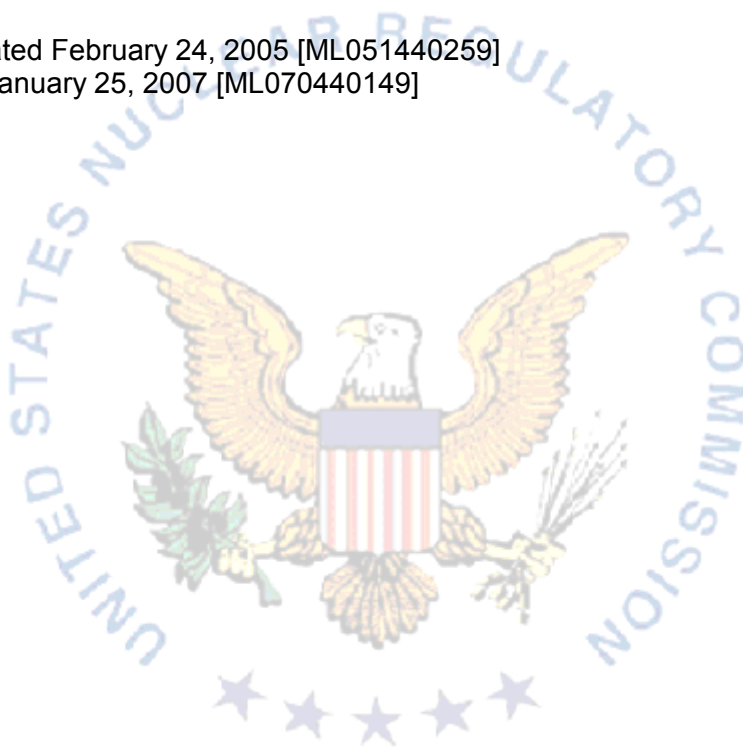 ated February 24, 2005 [ML051440259]
anuary 25, 2007 [ML070440149]
UNITED STATES NUCLEAR REGULATORY COMMISSION